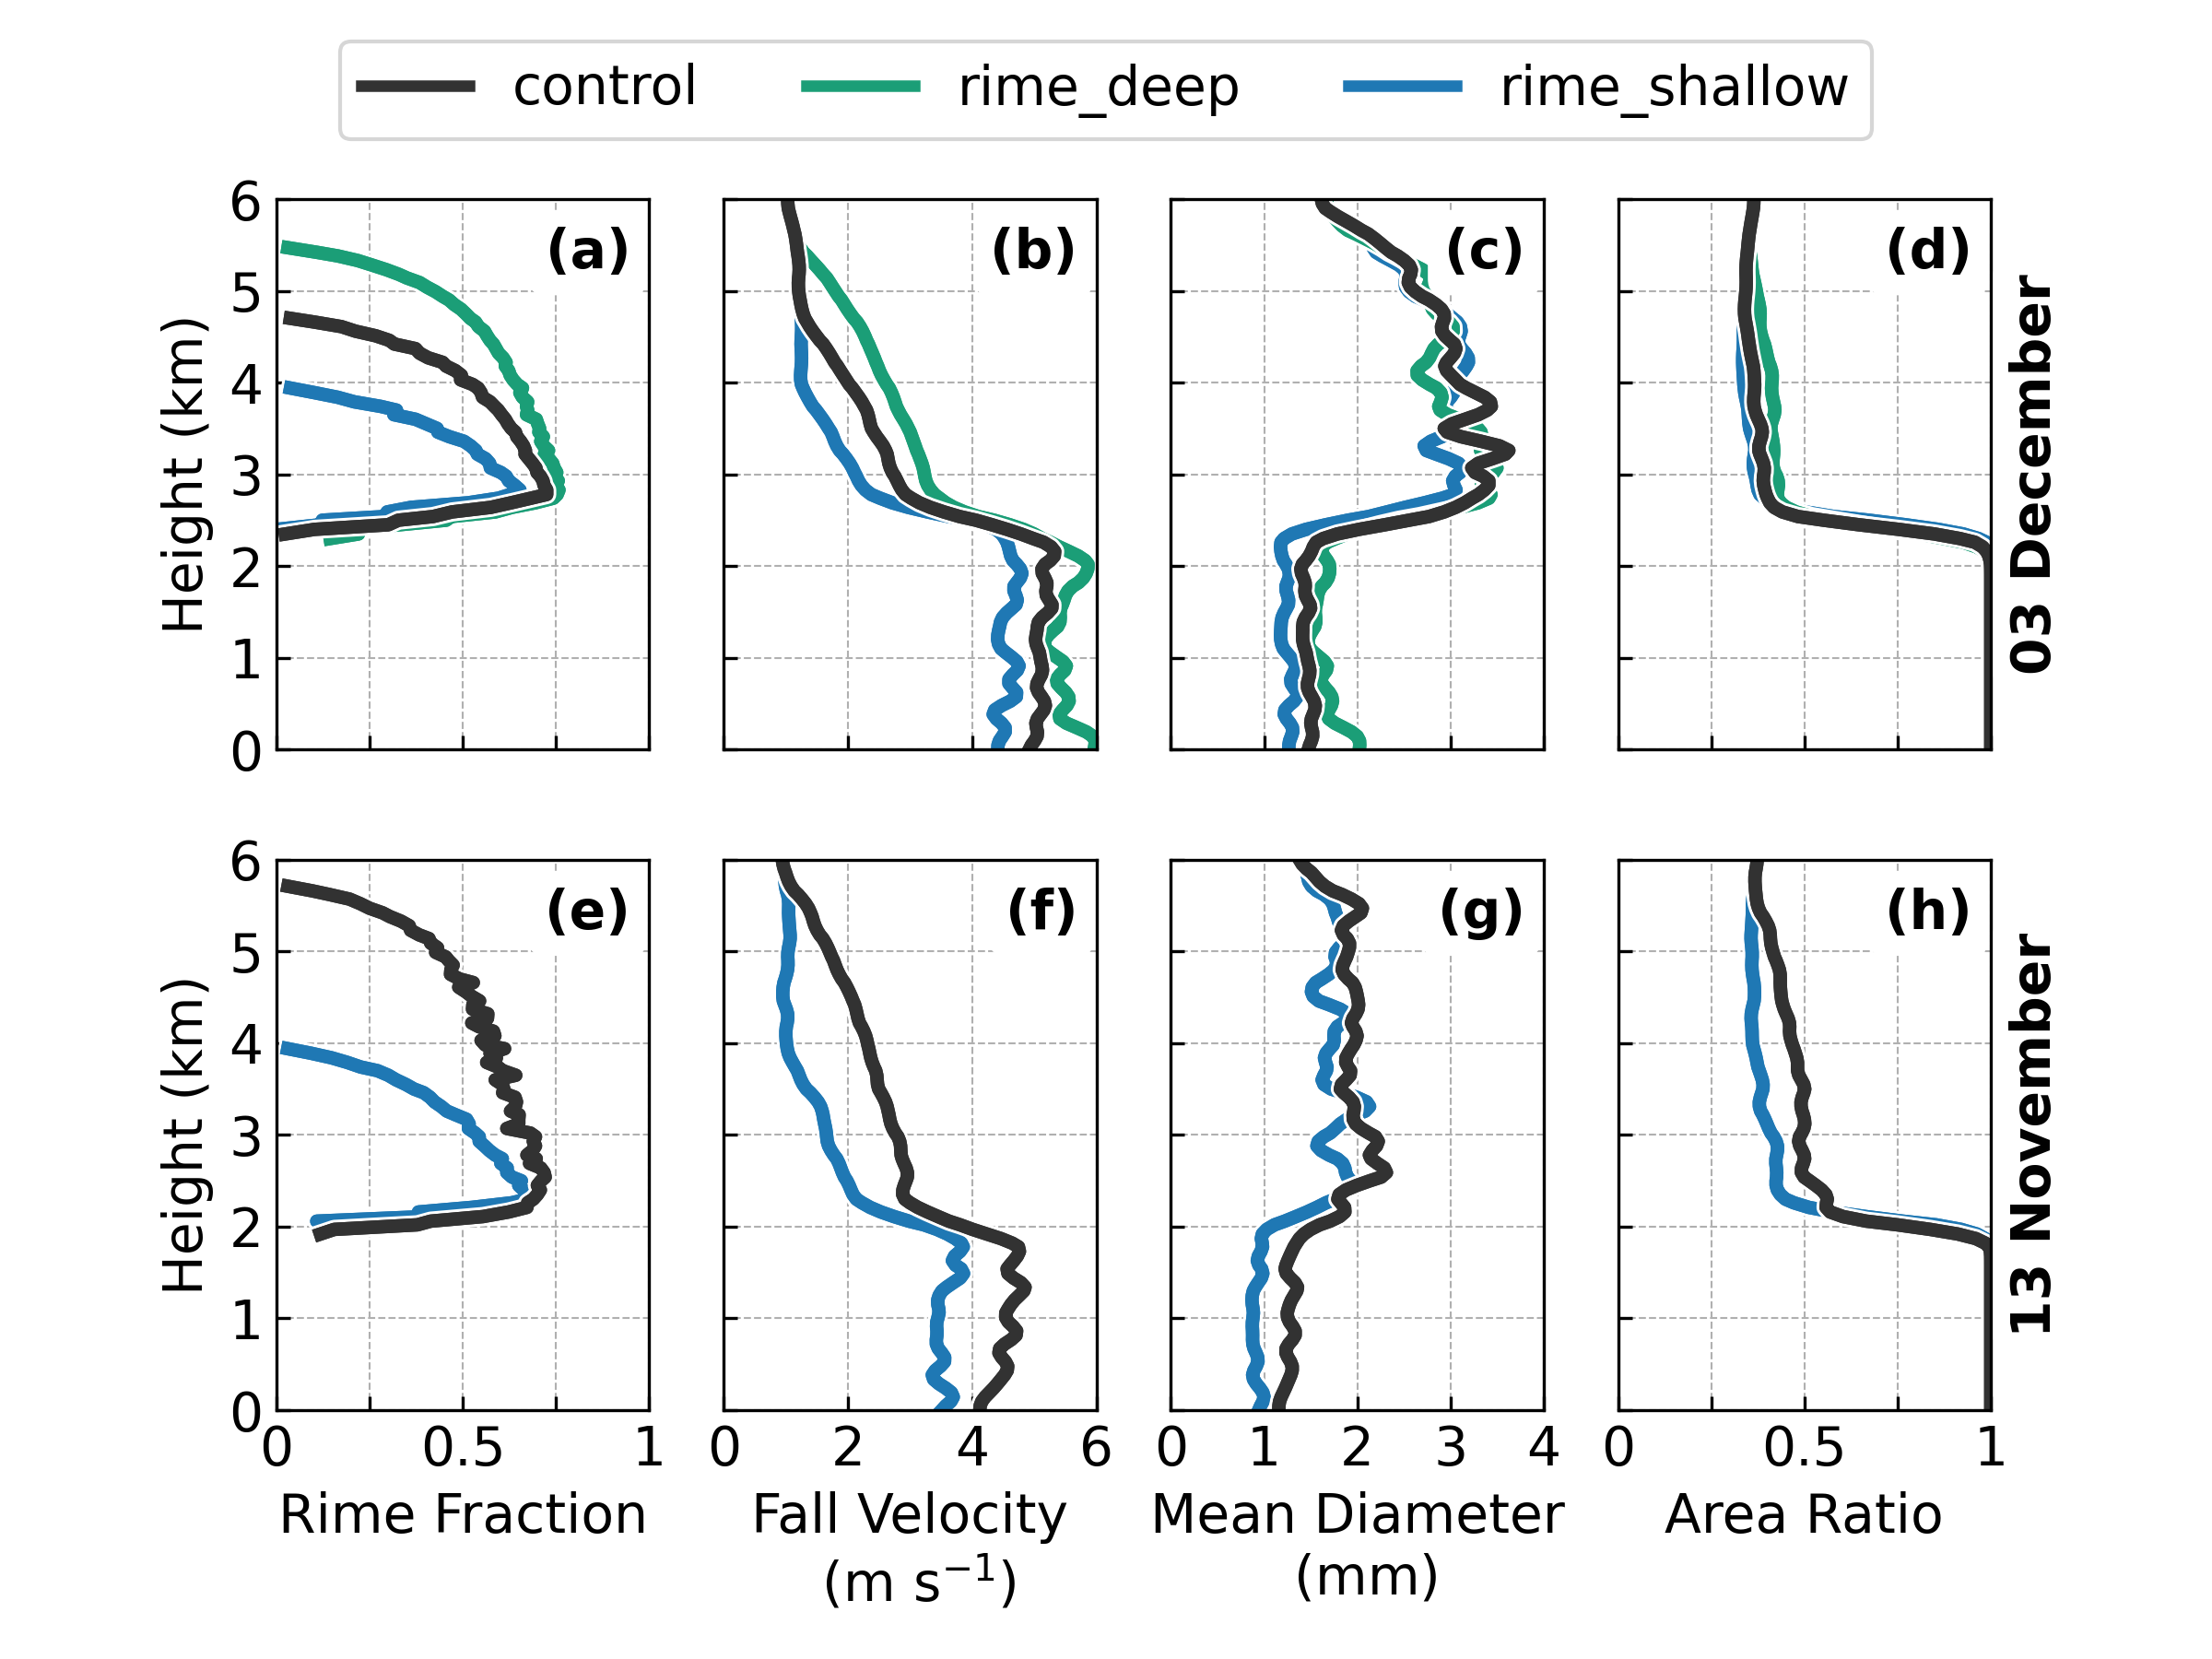 control rime_deep rime_shallow
6 (a) (b) (c) (d)
5
4
3
2
1
0
Height (km)
03 December
6 (e) (f) (g) (h)
5
4
3
2
1
0
Height (km)
13 November
0 0.5 1 0 2 4 6 0 1 2 3 4 0 0.5 1
Rime Fraction Fall Velocity Mean Diameter Area Ratio
(m s⁻¹) (mm)